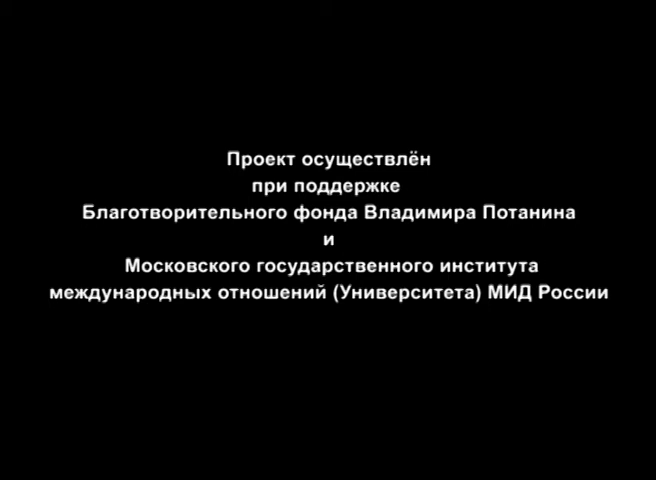 Проект осуществлён
при поддержке
Благотворительного фонда Владимира Потанина
и
Московского государственного института
международных отношений (Университета) МИД России